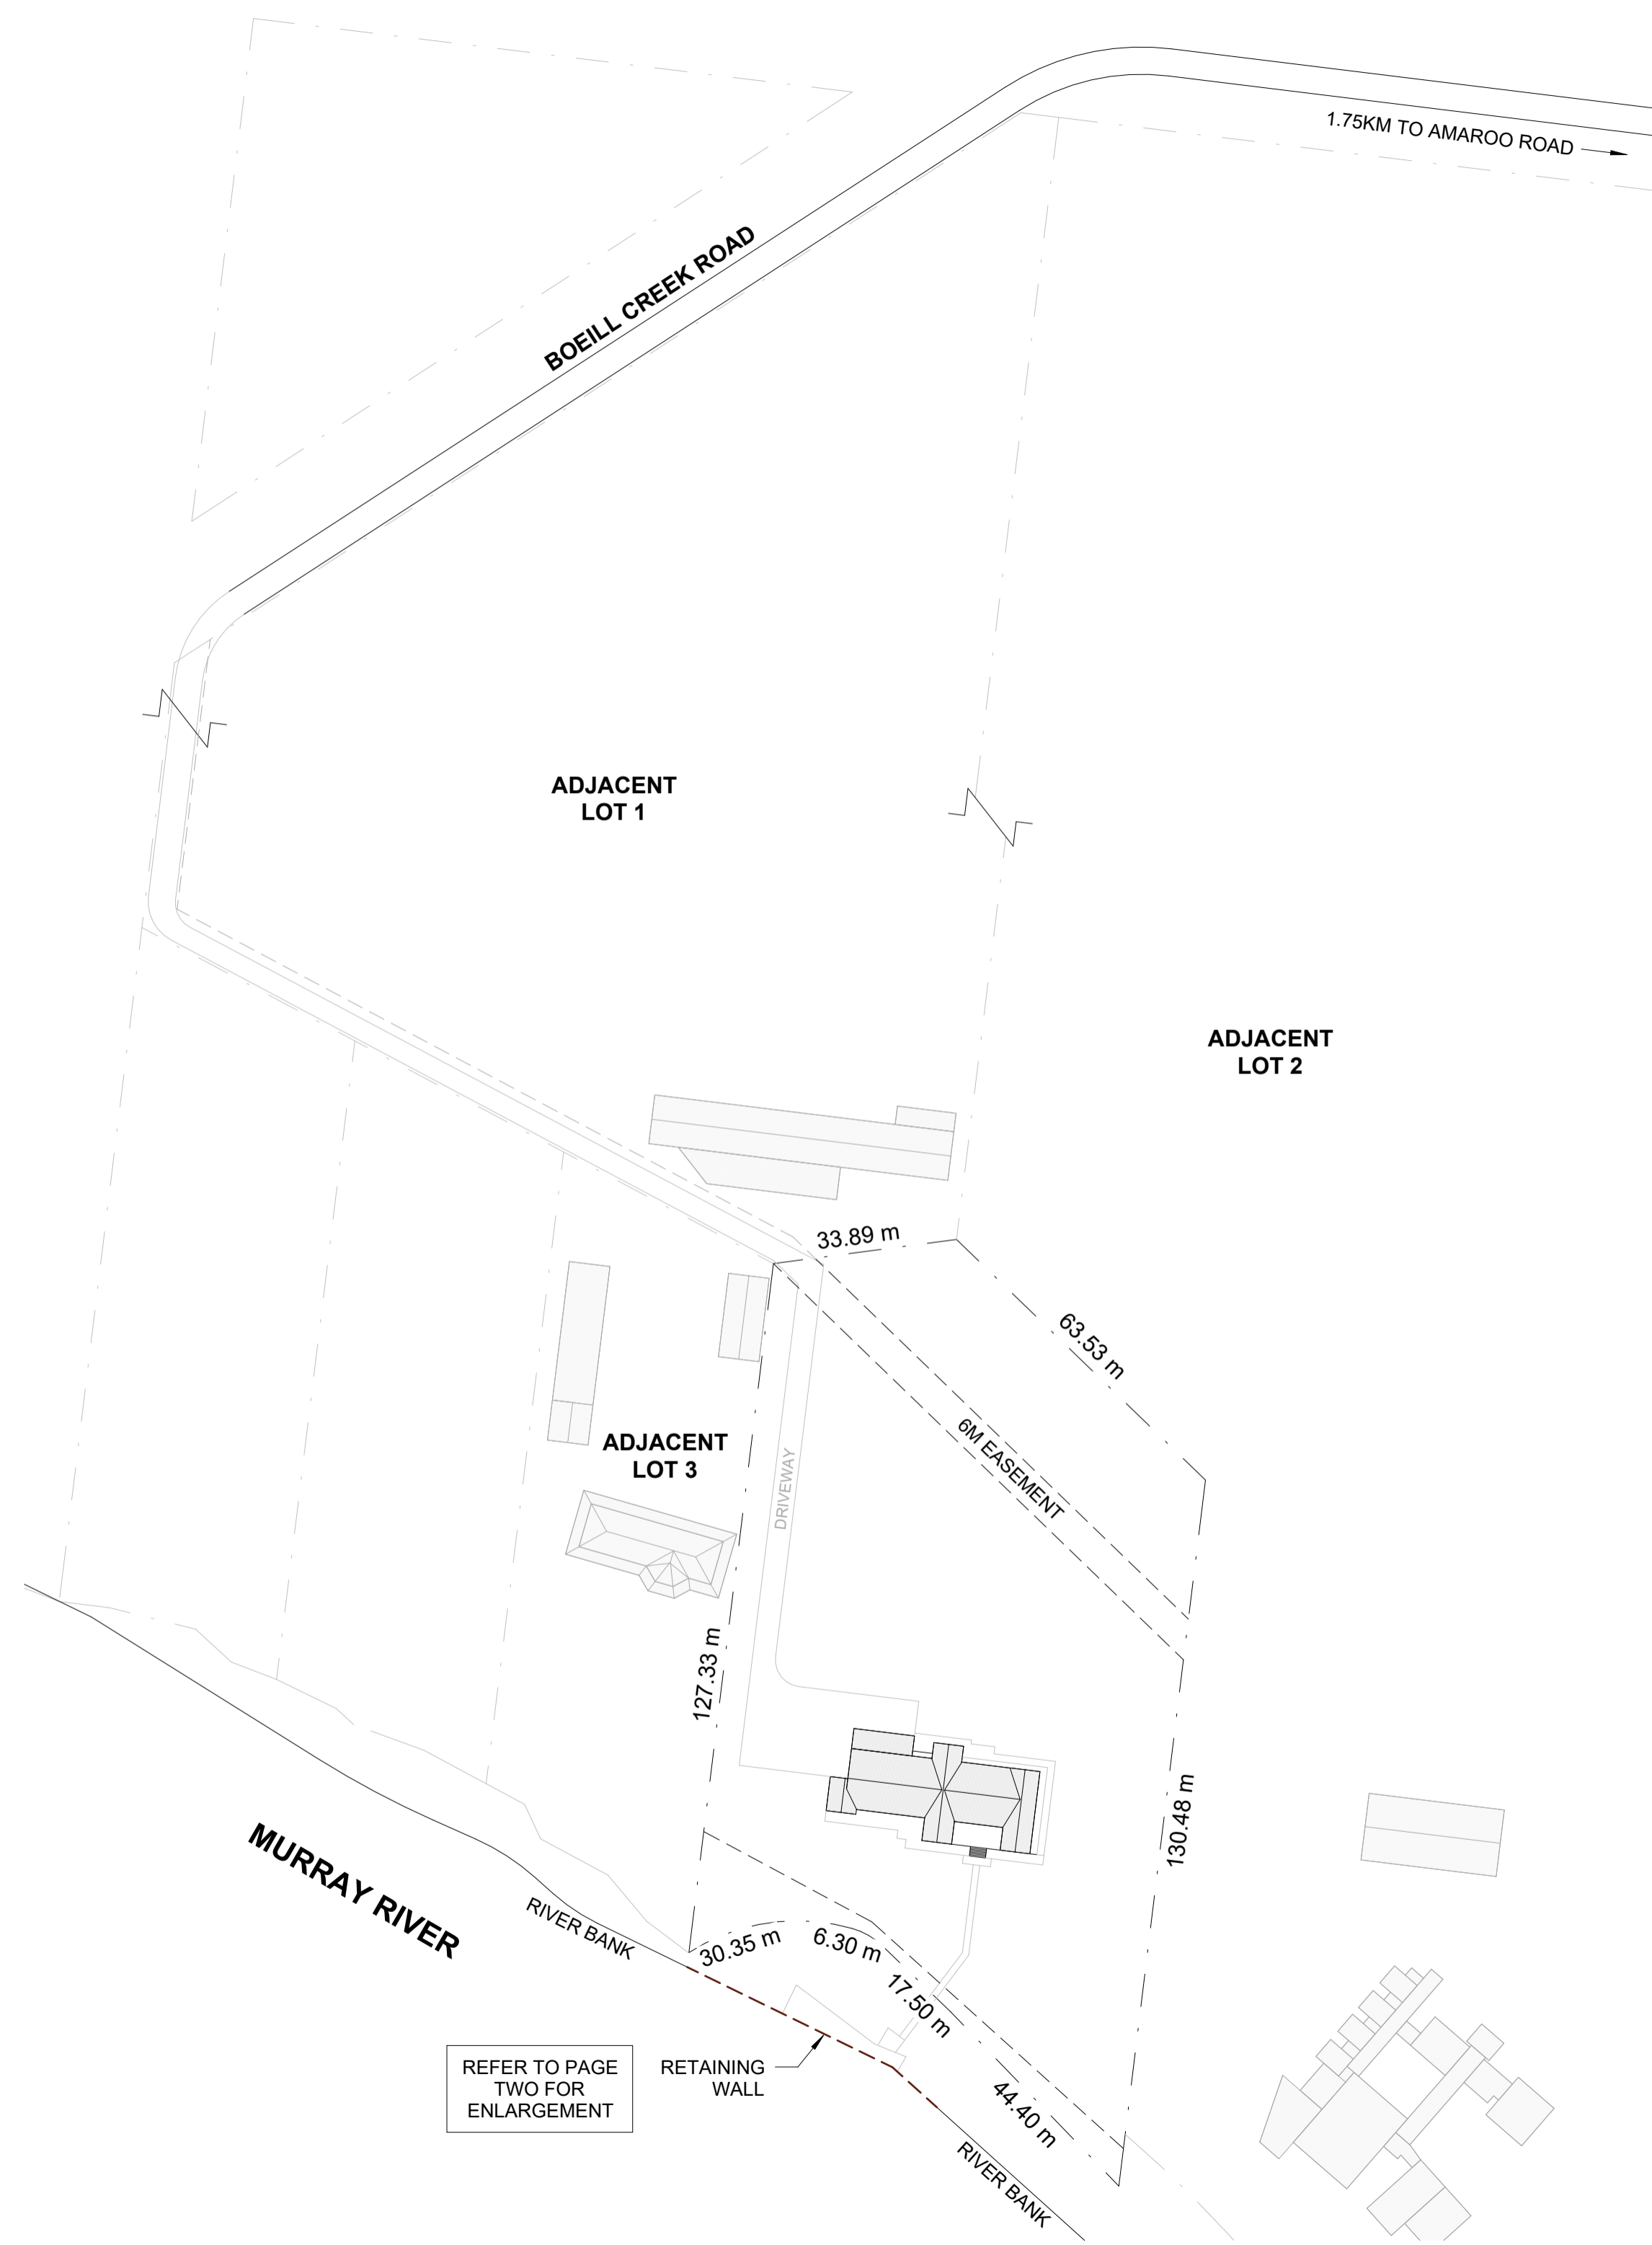 1.75KM TO AMAROO ROAD
BOEILL CREEK ROAD
ADJACENT
LOT 1
ADJACENT
LOT 2
33.89 m
63.53 m
6M EASEMENT
ADJACENT
LOT 3
DRIVEWAY
127.33 m
130.48 m
MURRAY RIVER
RIVER BANK
30.35 m
6.30 m
17.50 m
REFER TO PAGE
TWO FOR
ENLARGEMENT
RETAINING
WALL
44.40 m
RIVER BANK